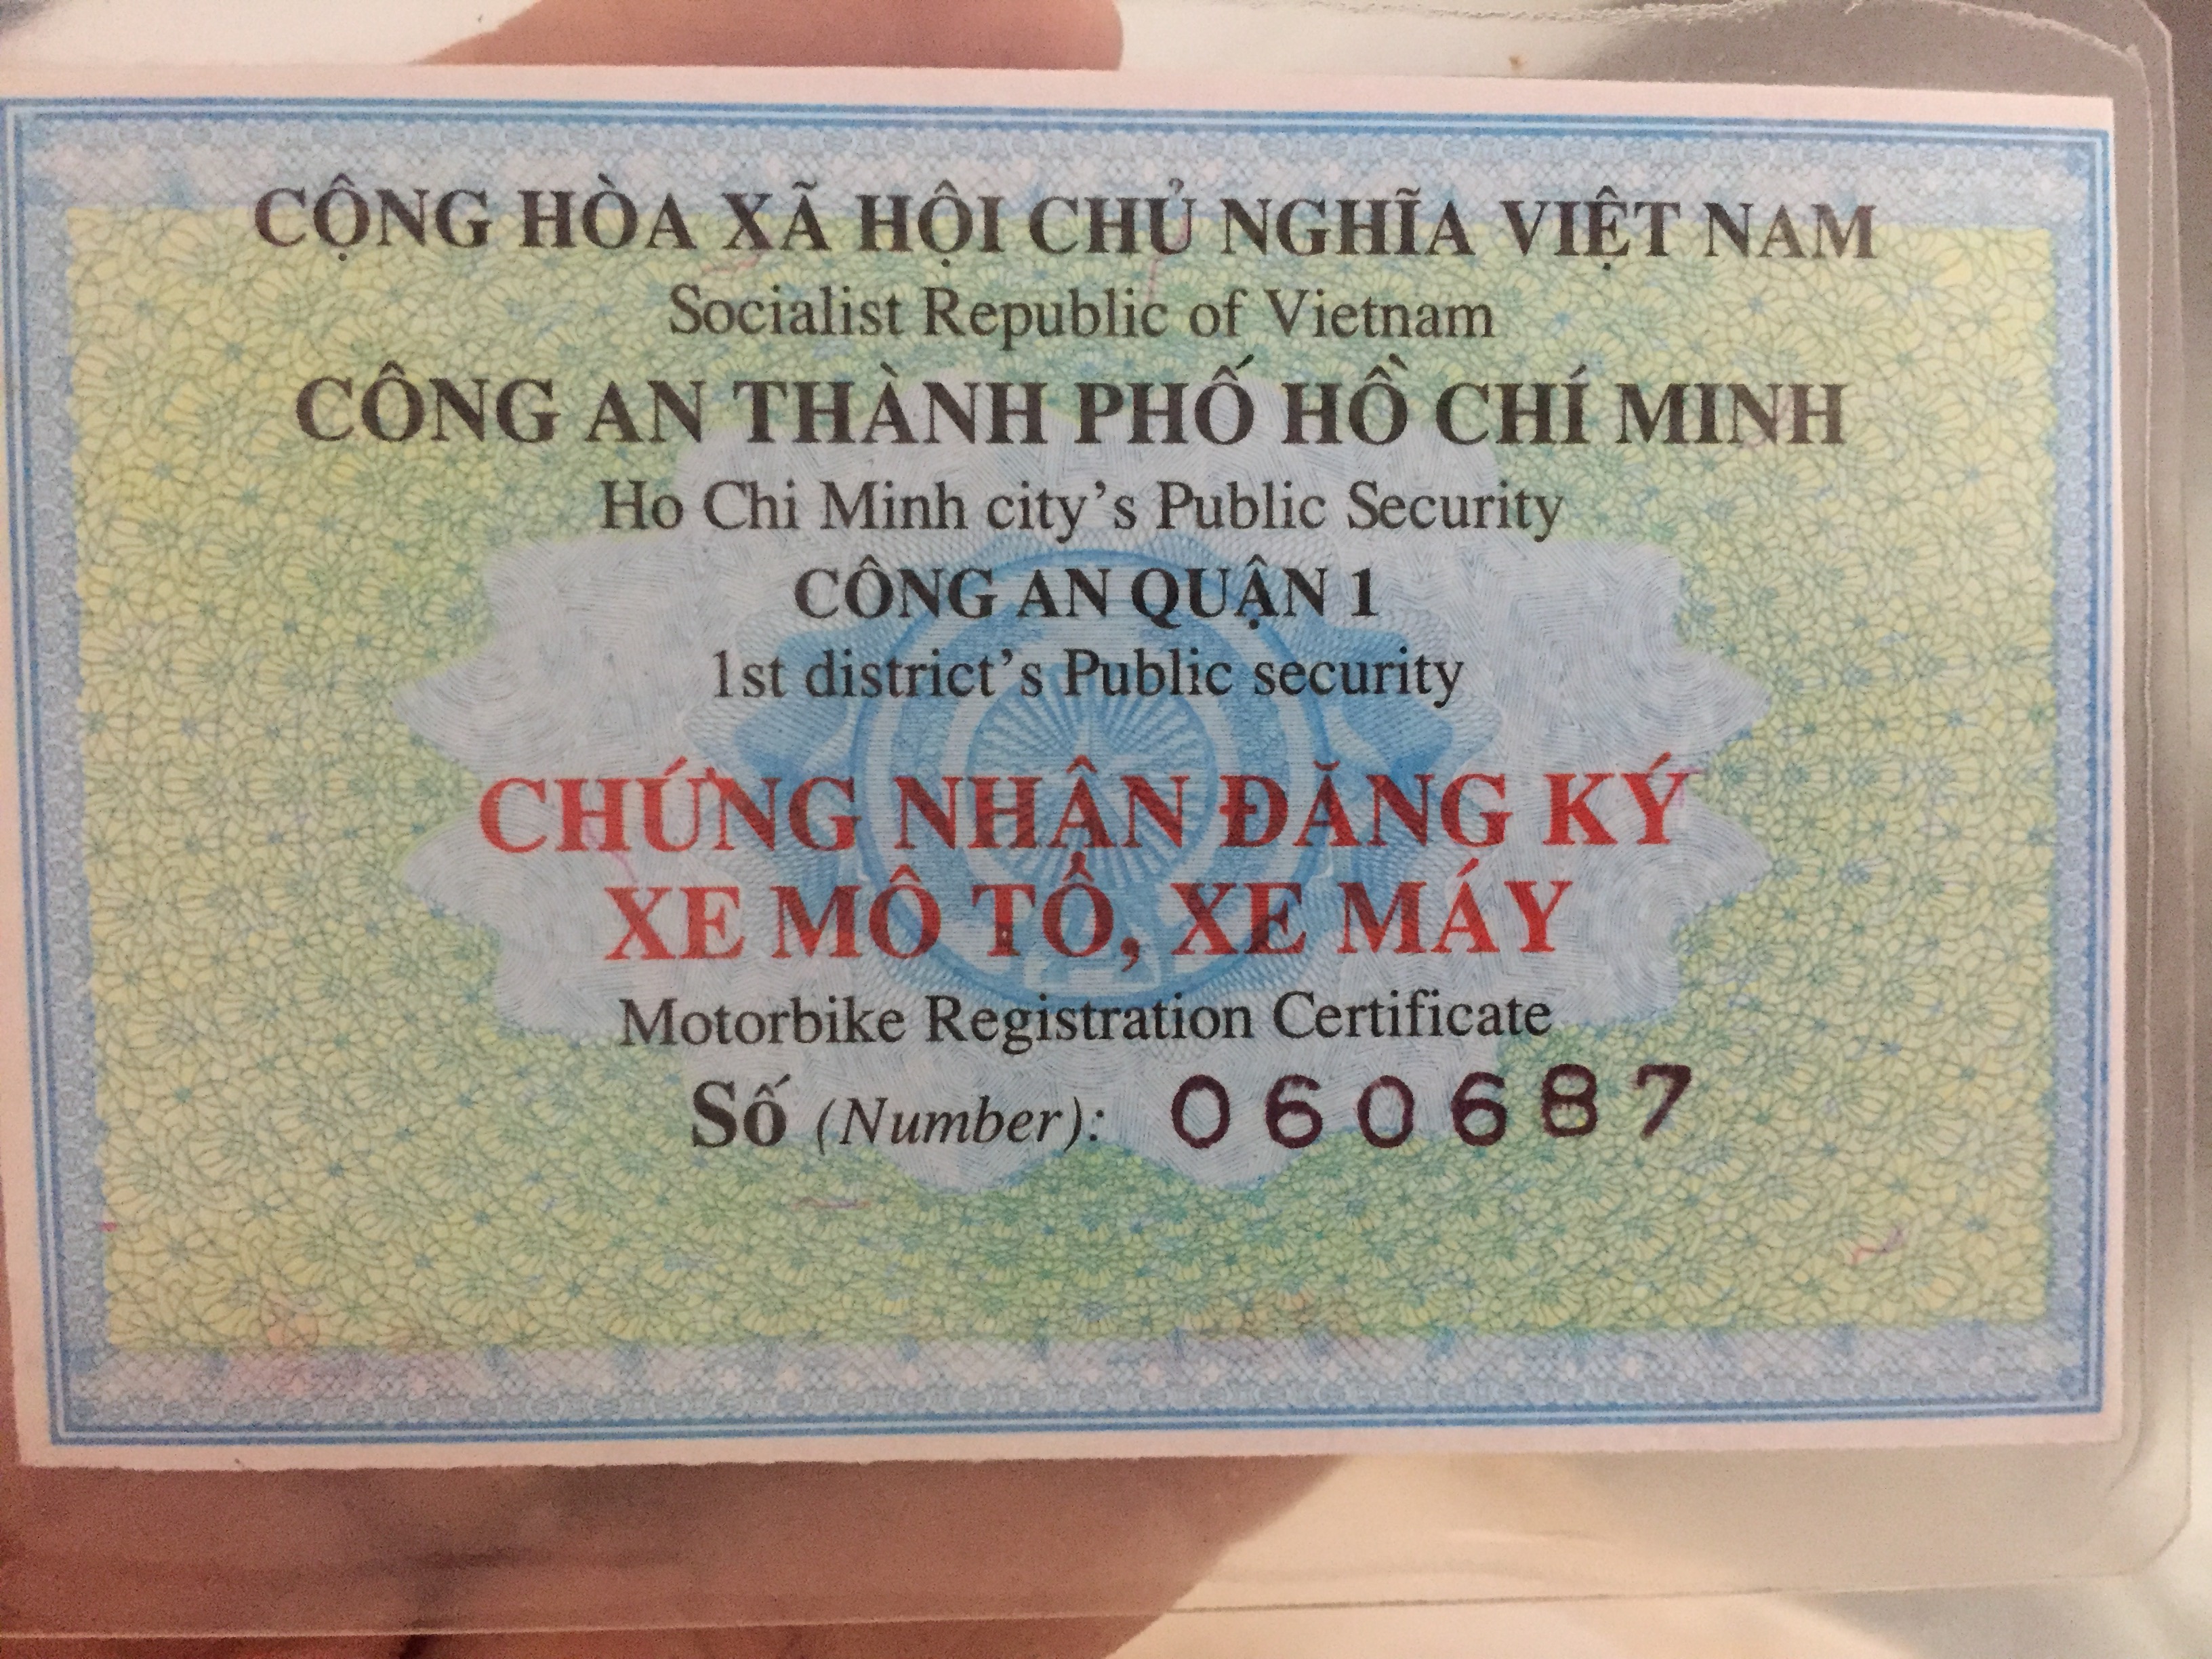 CỘNG HÒA XÃ HỘI CHỦ NGHĨA VIỆT NAM
Socialist Republic of Vietnam
CÔNG AN THÀNH PHỐ HỒ CHÍ MINH
Ho Chi Minh city's Public Security
CÔNG AN QUẬN 1
1st district's Public security
CHỨNG NHẬN ĐĂNG KÝ
XE MÔ TÔ, XE MÁY
Motorbike Registration Certificate
Số (Number): 060687